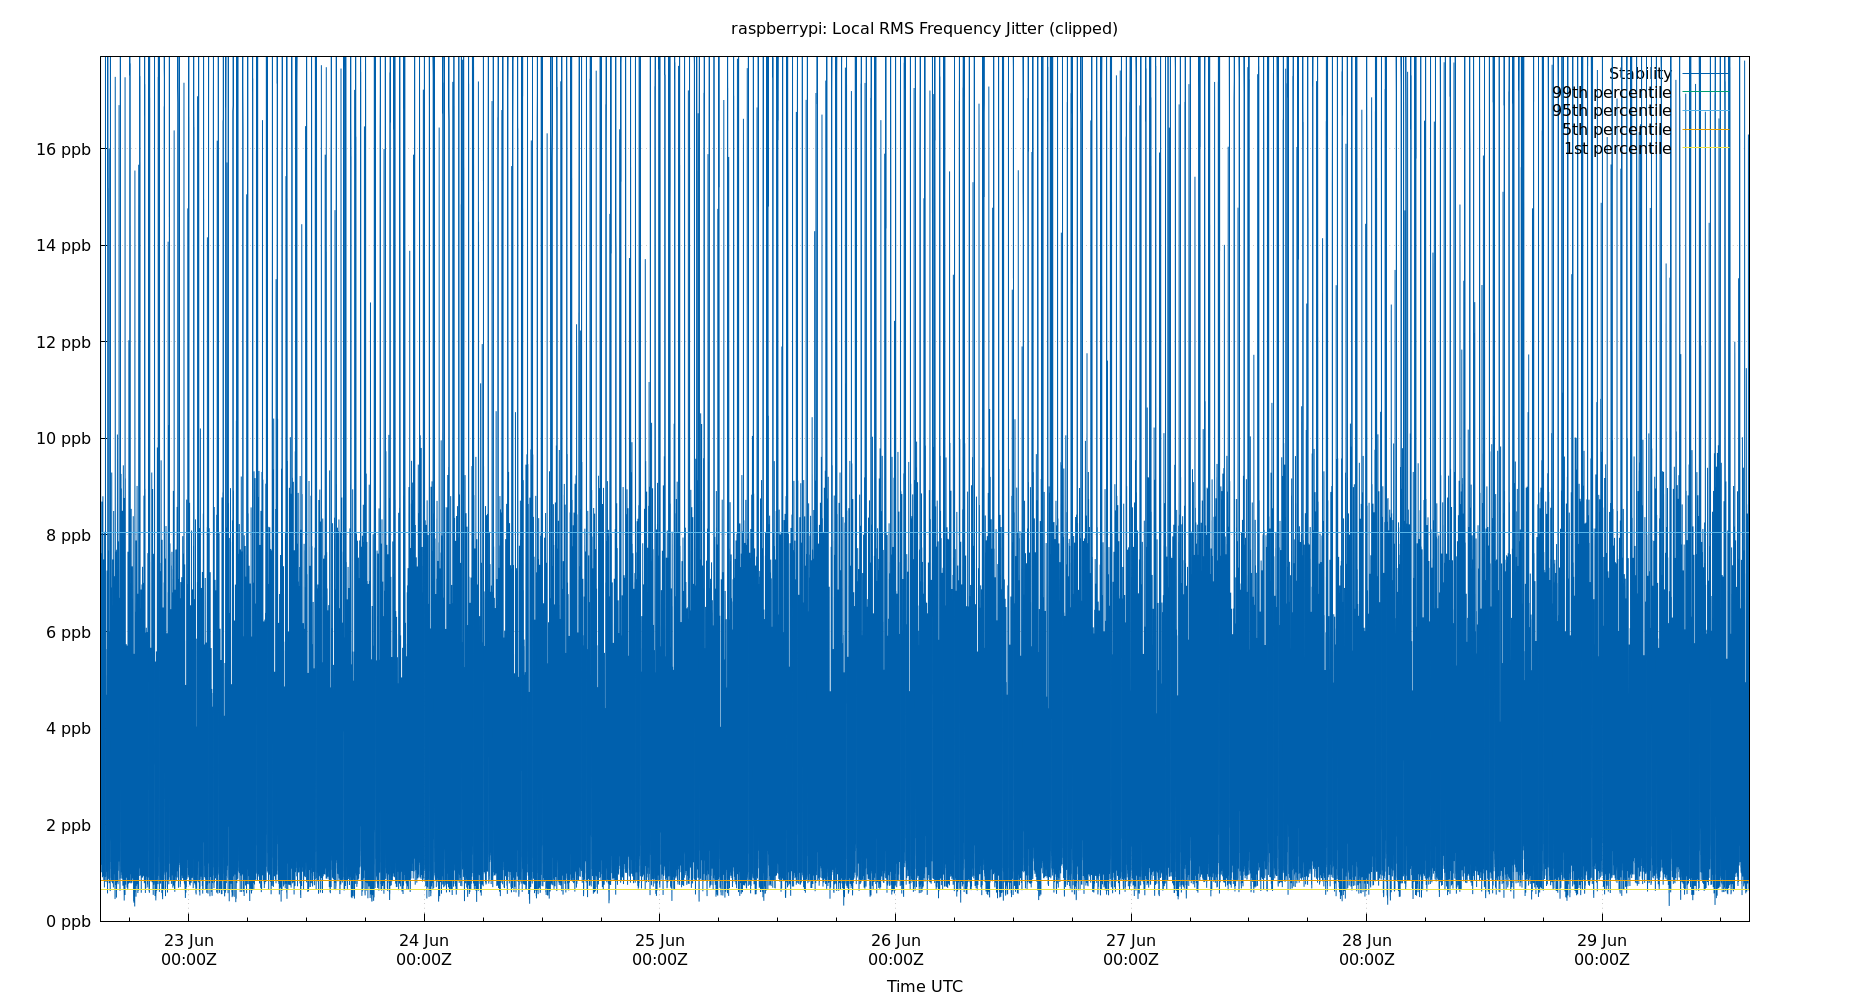 raspberrypi: Local RMS Frequency Jitter (clipped)
Stability
99th percentile
95th percentile
5th percentile
1st percentile
16 ppb
14 ppb
12 ppb
10 ppb
8 ppb
6 ppb
4 ppb
2 ppb
0 ppb
23 Jun 24 Jun 25 Jun 26 Jun 27 Jun 28 Jun 29 Jun
00:00Z 00:00Z 00:00Z 00:00Z 00:00Z 00:00Z 00:00Z
Time UTC